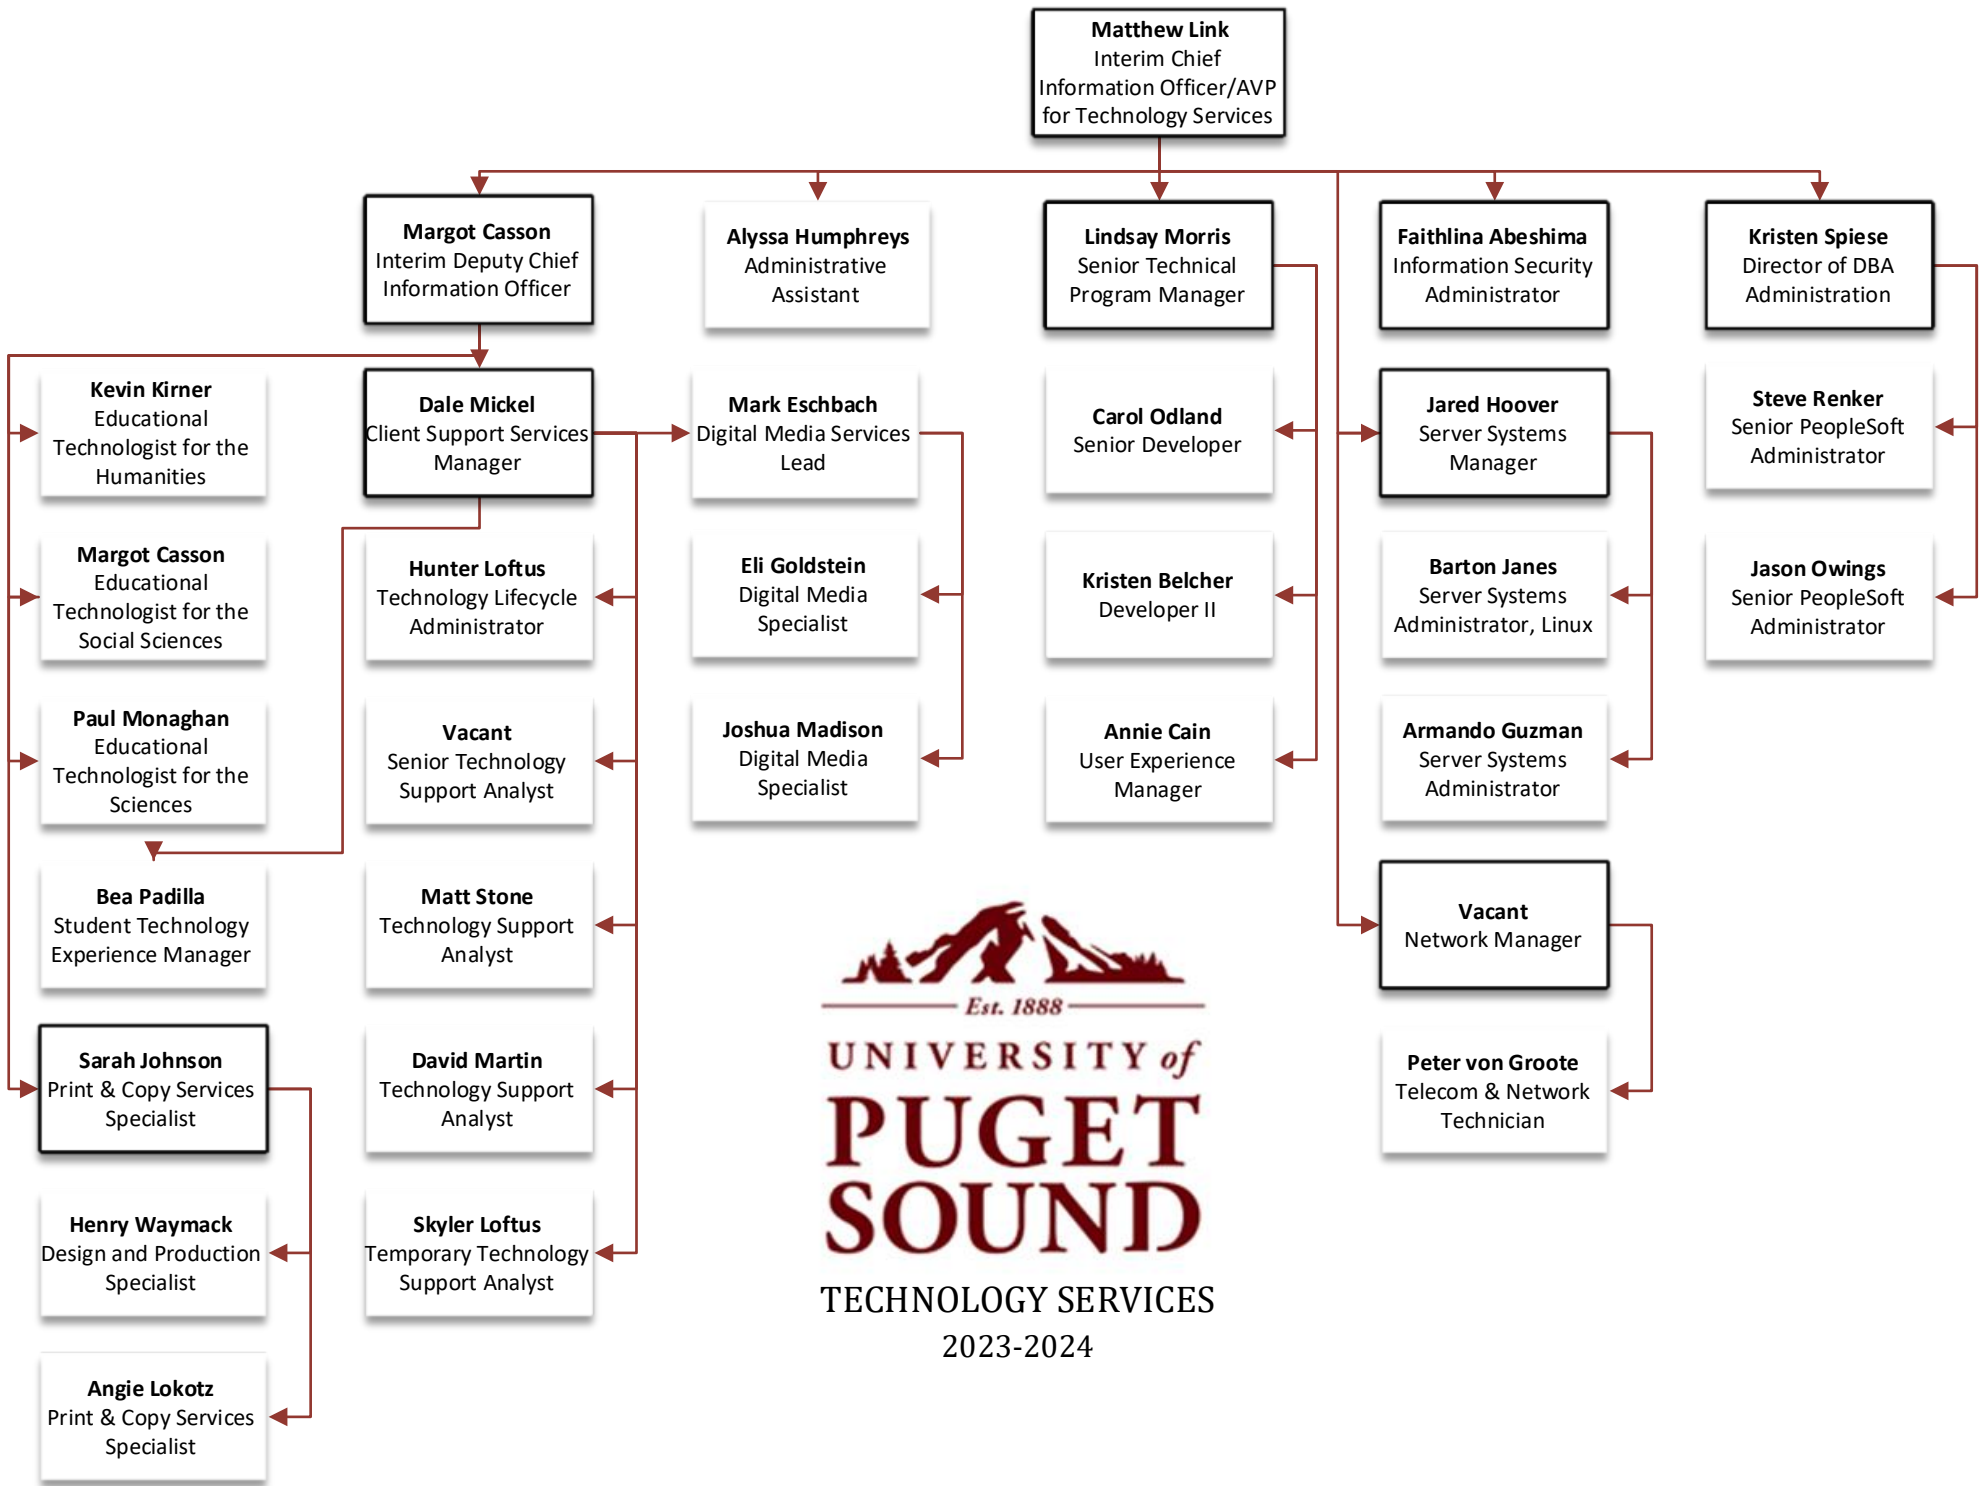 Matthew Link
Interim Chief
Information Officer/AVP
for Technology Services
Margot Casson
Interim Deputy Chief
Information Officer
Alyssa Humphreys
Administrative
Assistant
Lindsay Morris
Senior Technical
Program Manager
Faithlina Abeshima
Information Security
Administrator
Kristen Spiese
Director of DBA
Administration
Kevin Kirner
Educational
Technologist for the
Humanities
Dale Mickel
Client Support Services
Manager
Mark Eschbach
Digital Media Services
Lead
Carol Odland
Senior Developer
Jared Hoover
Server Systems
Manager
Steve Renker
Senior PeopleSoft
Administrator
Margot Casson
Educational
Technologist for the
Social Sciences
Hunter Loftus
Technology Lifecycle
Administrator
Eli Goldstein
Digital Media
Specialist
Kristen Belcher
Developer II
Barton Janes
Server Systems
Administrator, Linux
Jason Owings
Senior PeopleSoft
Administrator
Paul Monaghan
Educational
Technologist for the
Sciences
Vacant
Senior Technology
Support Analyst
Joshua Madison
Digital Media
Specialist
Annie Cain
User Experience
Manager
Armando Guzman
Server Systems
Administrator
Bea Padilla
Student Technology
Experience Manager
Matt Stone
Technology Support
Analyst
Vacant
Network Manager
Sarah Johnson
Print & Copy Services
Specialist
David Martin
Technology Support
Analyst
Peter von Groote
Telecom & Network
Technician
Henry Waymack
Design and Production
Specialist
Skyler Loftus
Temporary Technology
Support Analyst
Angie Lokotz
Print & Copy Services
Specialist
Est. 1888
UNIVERSITY of
PUGET
SOUND
TECHNOLOGY SERVICES
2023-2024